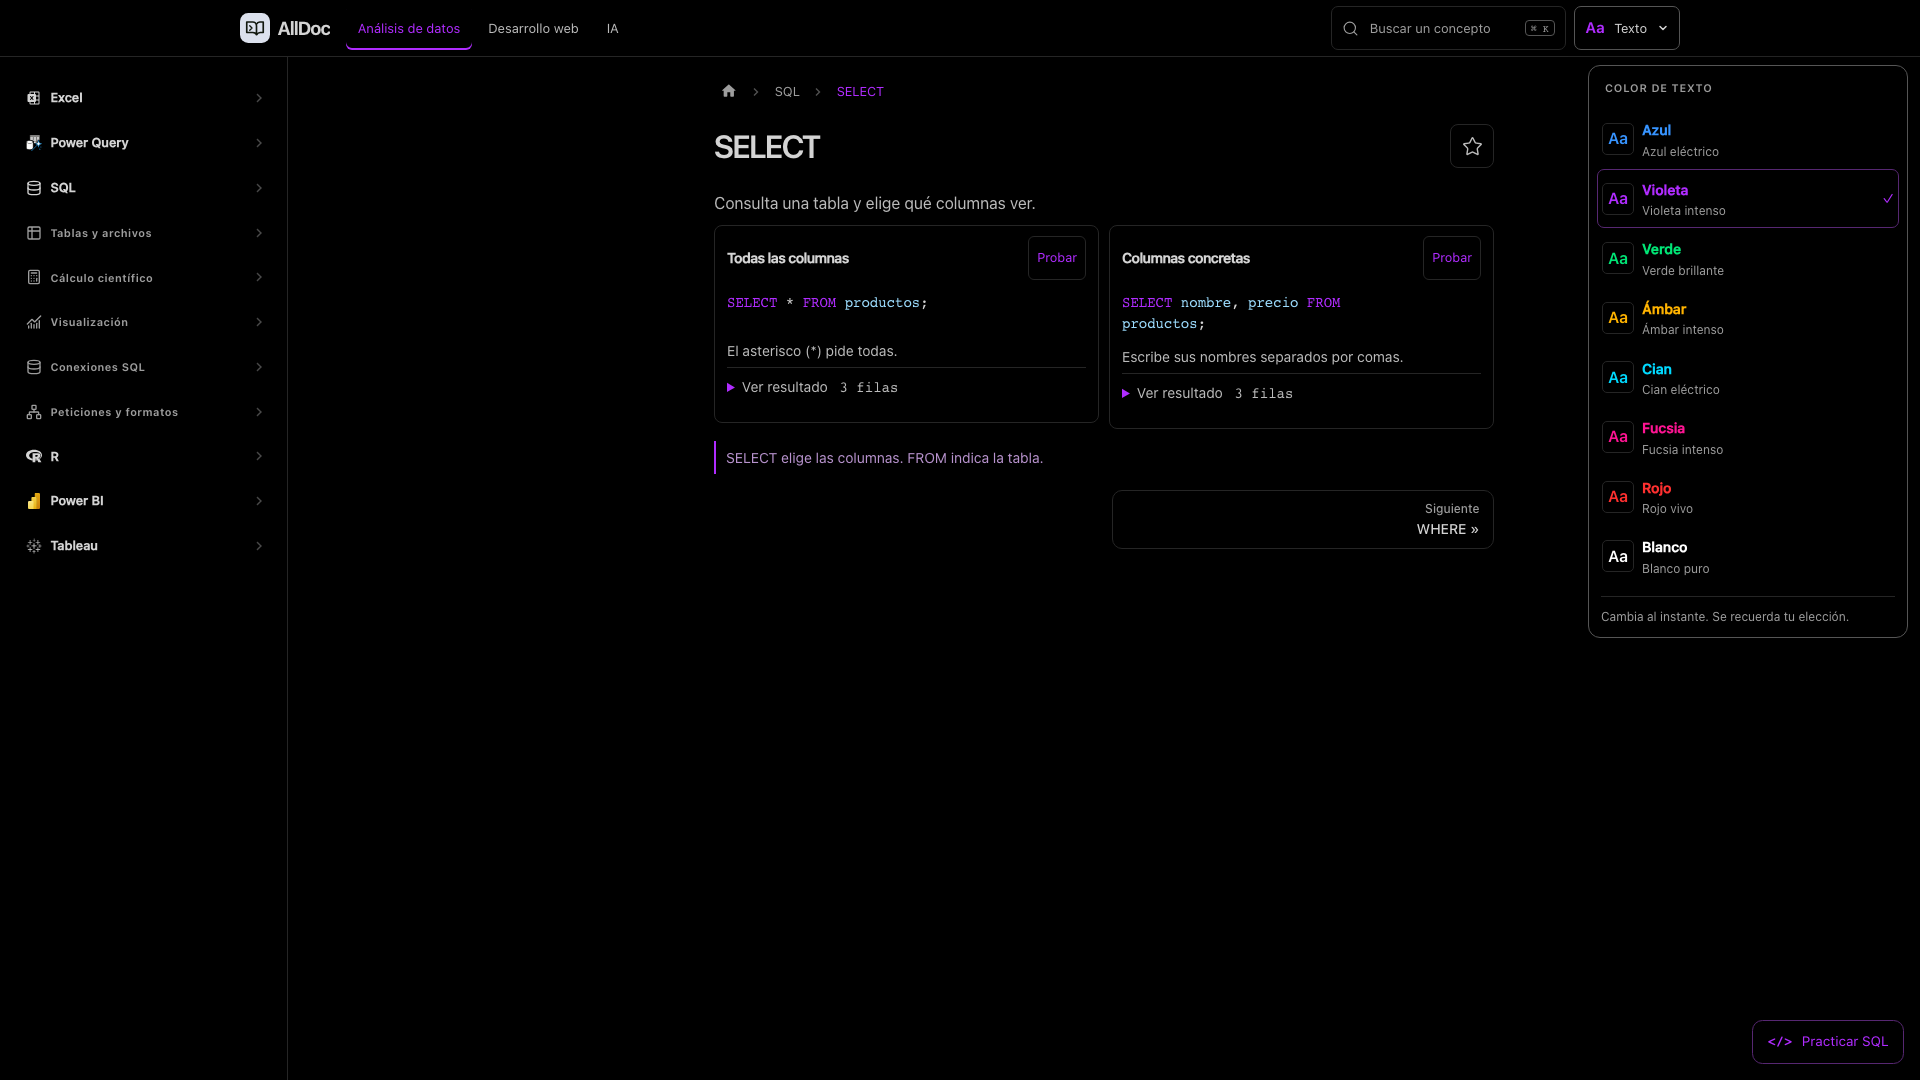 AllDoc
Análisis de datos
Desarrollo web
IA
Buscar un concepto
⌘ K
Aa Texto
Excel
Power Query
SQL
Tablas y archivos
Cálculo científico
Visualización
Conexiones SQL
Peticiones y formatos
R
Power BI
Tableau
SQL
SELECT
SELECT
Consulta una tabla y elige qué columnas ver.
Todas las columnas
Probar
SELECT * FROM productos;
El asterisco (*) pide todas.
Ver resultado 3 filas
Columnas concretas
Probar
SELECT nombre, precio FROM
productos;
Escribe sus nombres separados por comas.
Ver resultado 3 filas
SELECT elige las columnas. FROM indica la tabla.
Siguiente
WHERE »
COLOR DE TEXTO
Aa
Azul
Azul eléctrico
Aa
Violeta
Violeta intenso
Aa
Verde
Verde brillante
Aa
Ámbar
Ámbar intenso
Aa
Cian
Cian eléctrico
Aa
Fucsia
Fucsia intenso
Aa
Rojo
Rojo vivo
Aa
Blanco
Blanco puro
Cambia al instante. Se recuerda tu elección.
</> Practicar SQL